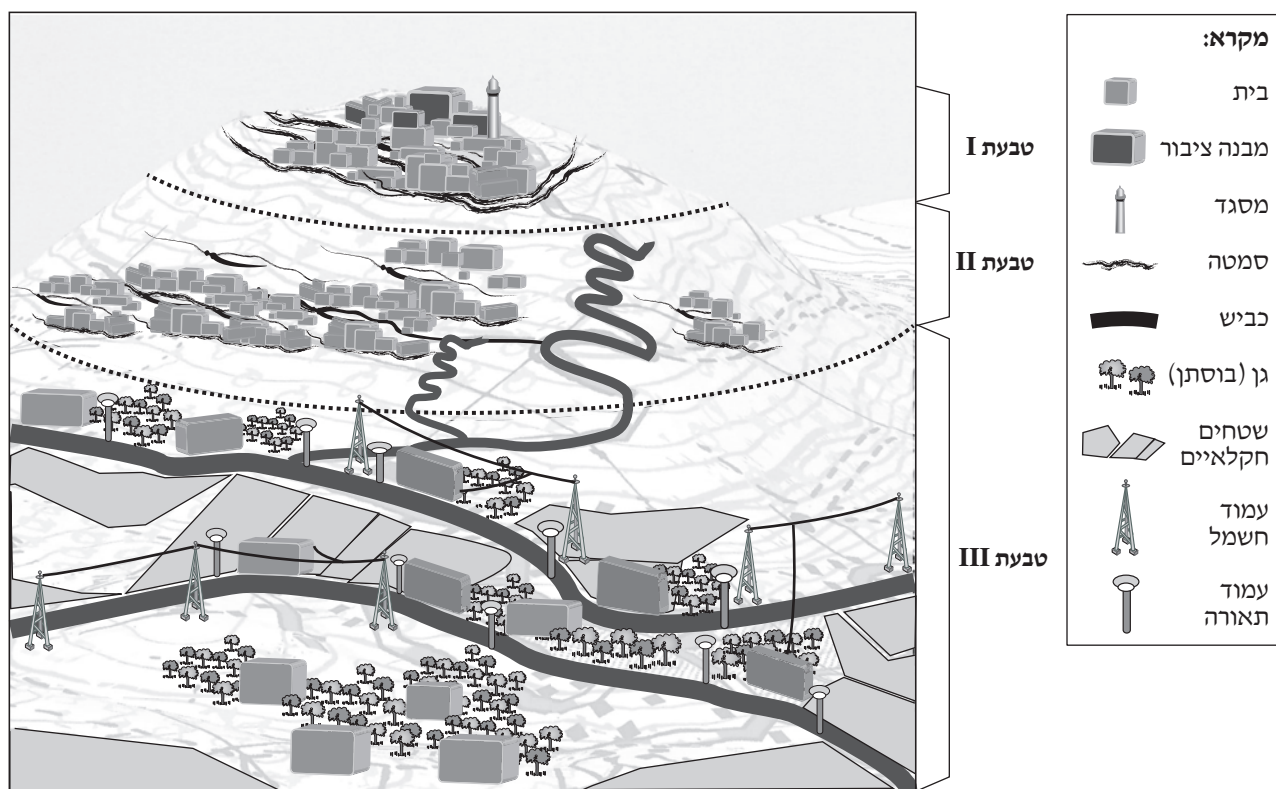 מקרא:
בית
מבנה ציבור
מסגד
סמטה
כביש
גן (בוסתן)
שטחים
חקלאיים
עמוד
חשמל
עמוד
תאורה
טבעת I
טבעת II
טבעת III